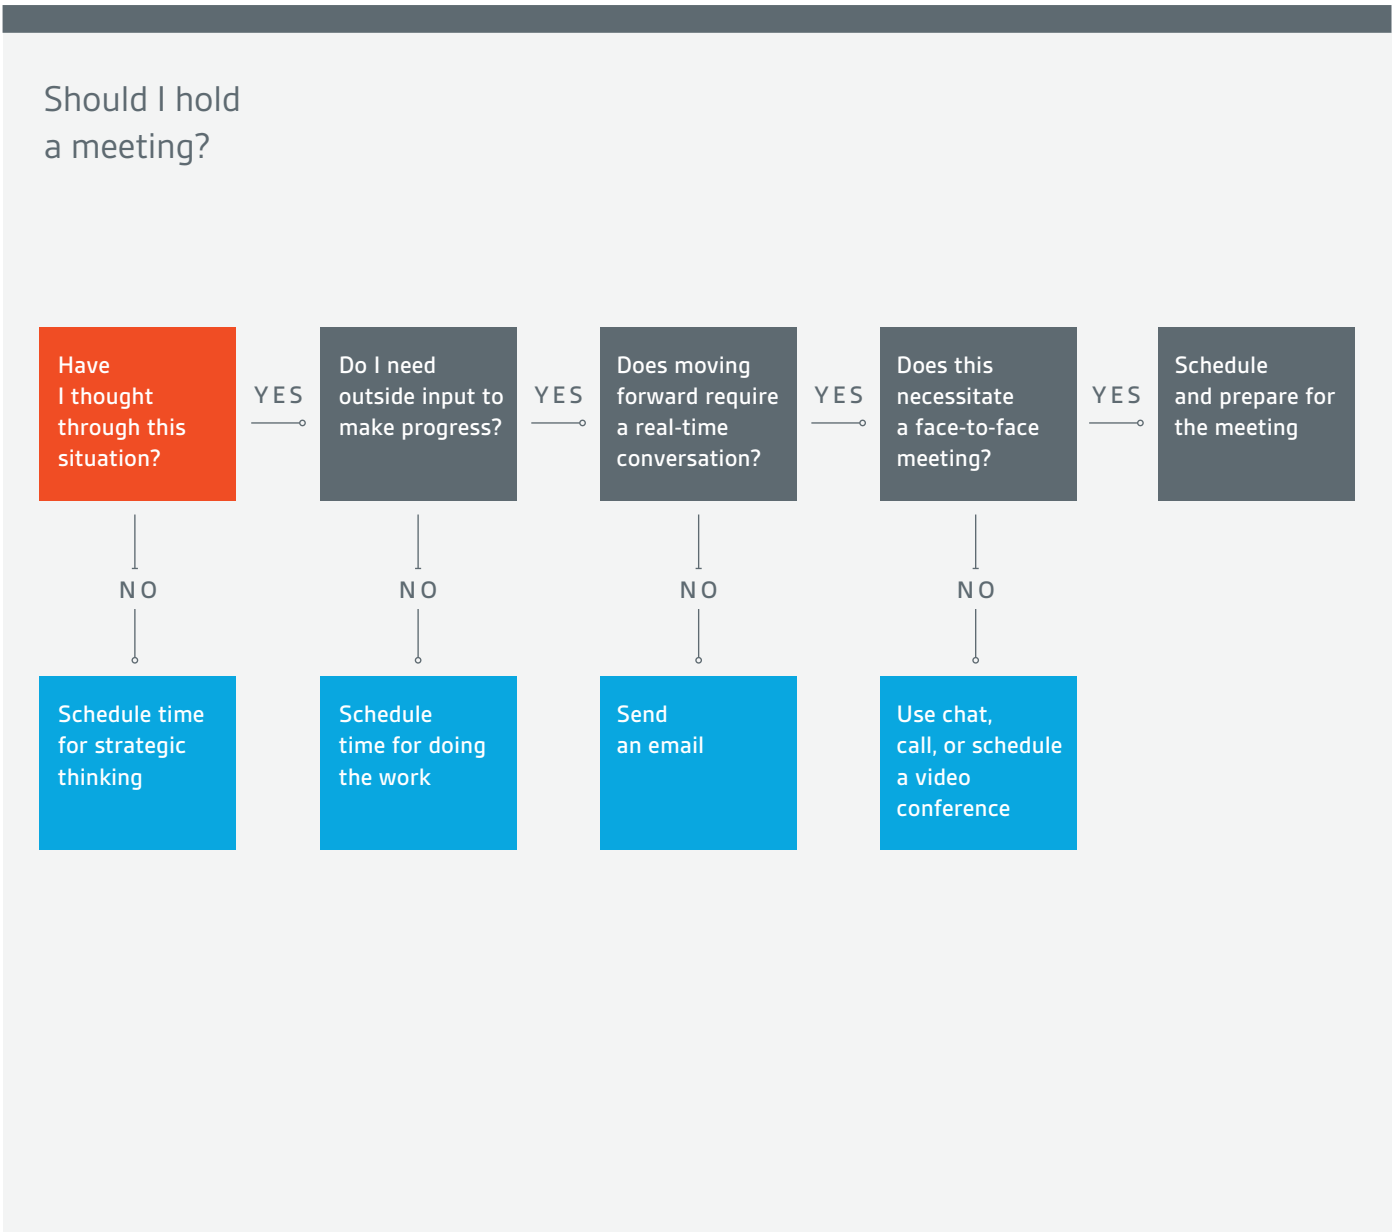 Should I hold
a meeting?
Have
I thought
through this
situation?
YES
Do I need
outside input to
make progress?
YES
Does moving
forward require
a real-time
conversation?
YES
Does this
necessitate
a face-to-face
meeting?
YES
Schedule
and prepare for
the meeting
NO
NO
NO
NO
Schedule time
for strategic
thinking
Schedule
time for doing
the work
Send
an email
Use chat,
call, or schedule
a video
conference